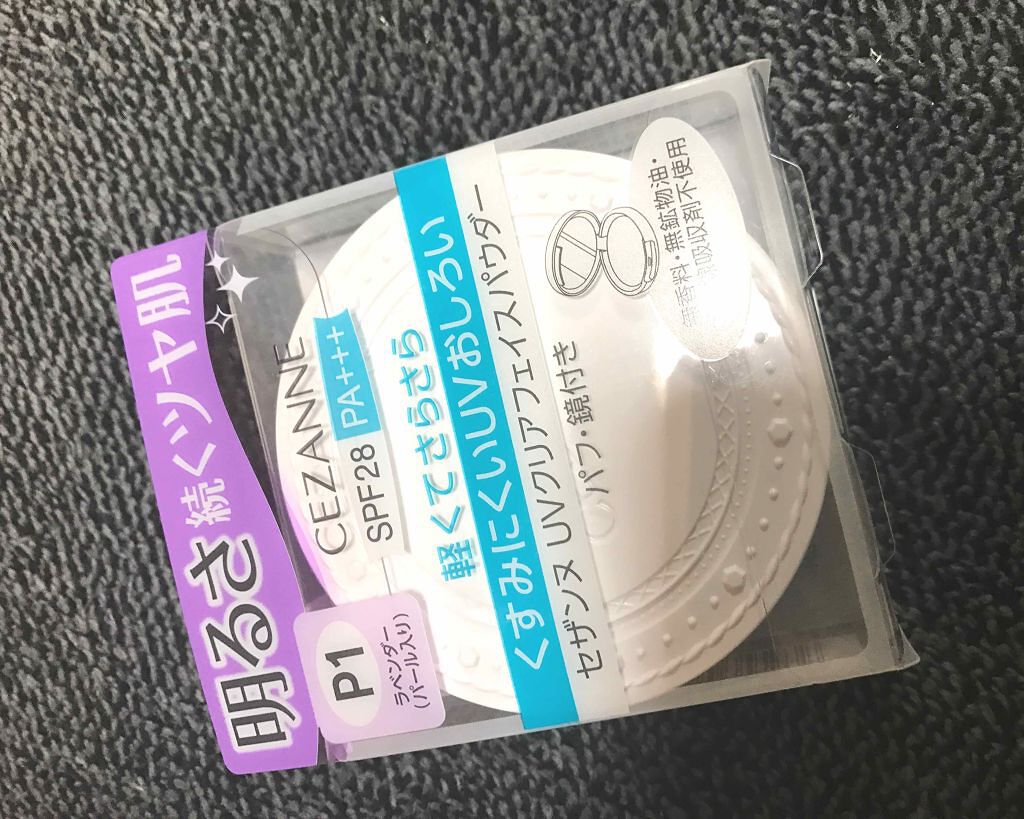 明るさ続くツヤ肌
CEZANNE
SPF28 PA+++
P1
ラベンダー
(パール入り)
軽くてさらさら
くすみにくいUVおしろい
セザンヌ UVクリアフェイスパウダー
パフ・鏡付き
無香料・無鉱物油・
吸収剤不使用